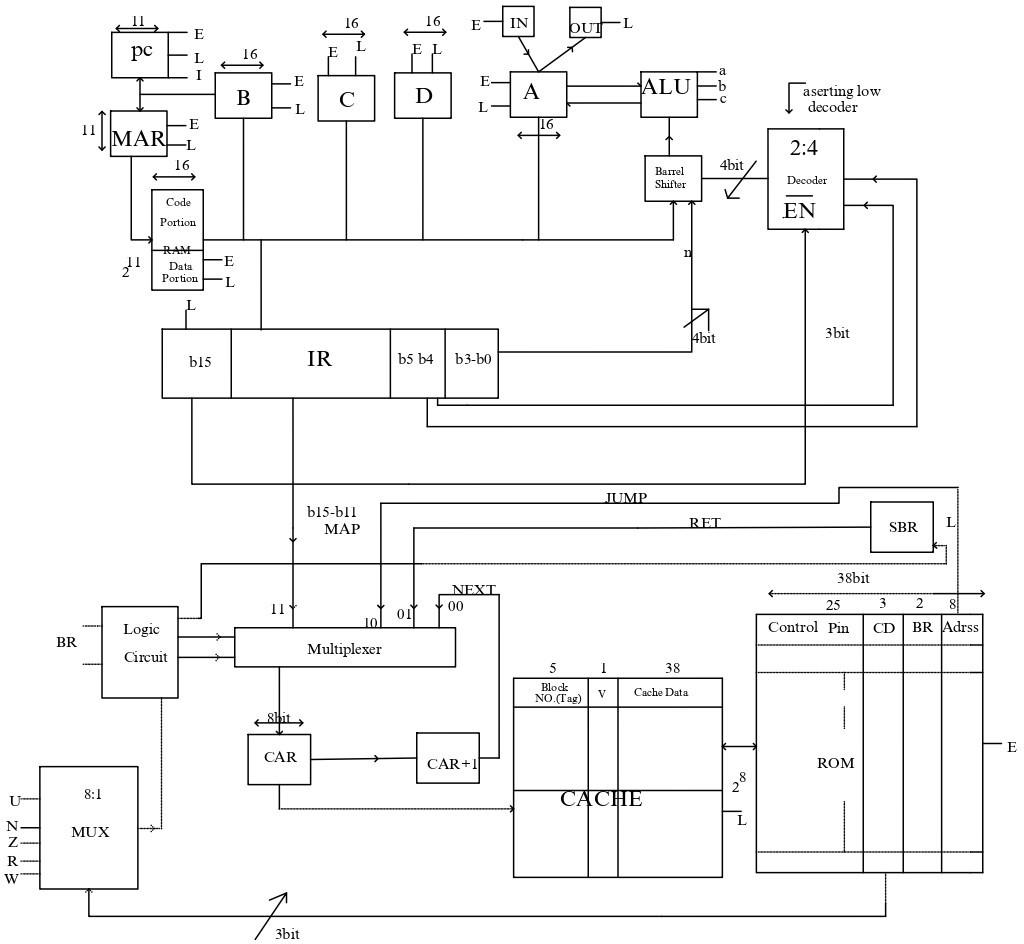 11
pc
E
L
I
16
B
E
L
16
E
L
C
16
E
L
D
E
IN
OUT
L
E
L
A
16
ALU
a
b
c
aserting low
decoder
11
MAR
E
L
16
Code
Portion
RAM
Data
Portion
E
L
11
2
Barrel
Shifter
4bit
2:4
Decoder
EN
n
4bit
3bit
L
b15
IR
b5 b4
b3-b0
b15-b11
MAP
JUMP
RET
SBR
L
NEXT
11
10
01
00
BR
Logic
Circuit
Multiplexer
8bit
CAR
CAR+1
5
1
38
Block
NO.(Tag)
V
Cache Data
CACHE
8
2
L
38bit
25
3
2
8
Control Pin
CD
BR
Adrss
ROM
E
8:1
MUX
U
N
Z
R
W
3bit